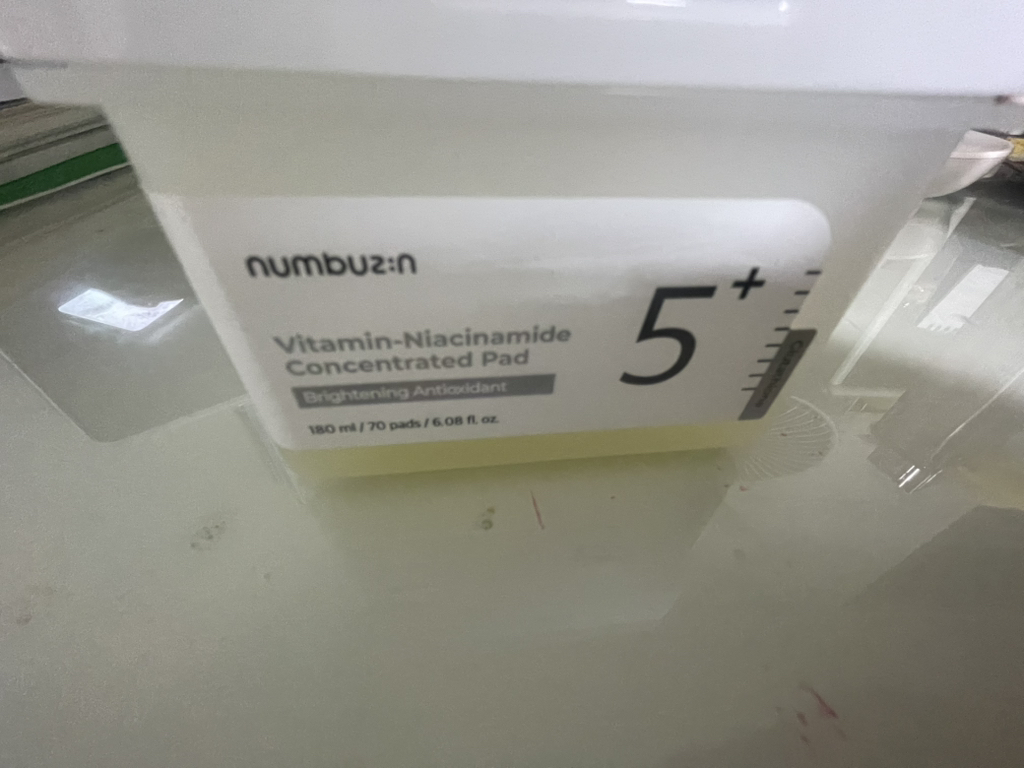 numbuz:n
Vitamin-Niacinamide
Concentrated Pad
Brightening Antioxidant
180 ml / 70 pads / 6.08 fl. oz.
5+